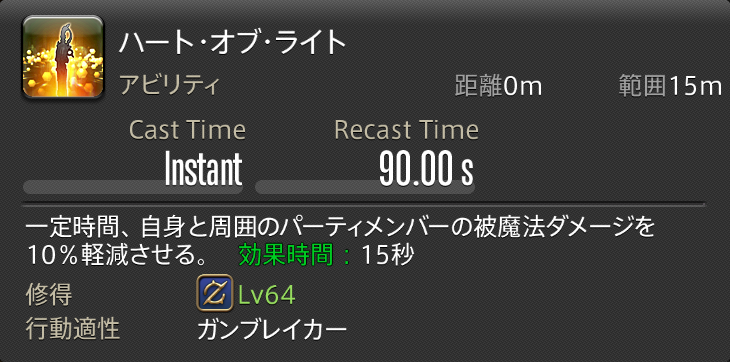 ハート・オブ・ライト
アビリティ 距離0m 範囲15m
Cast Time Recast Time
Instant 90.00 s
一定時間、自身と周囲のパーティメンバーの被魔法ダメージを
10%軽減させる。 効果時間：15秒
修得 Lv64
行動適性 ガンブレイカー